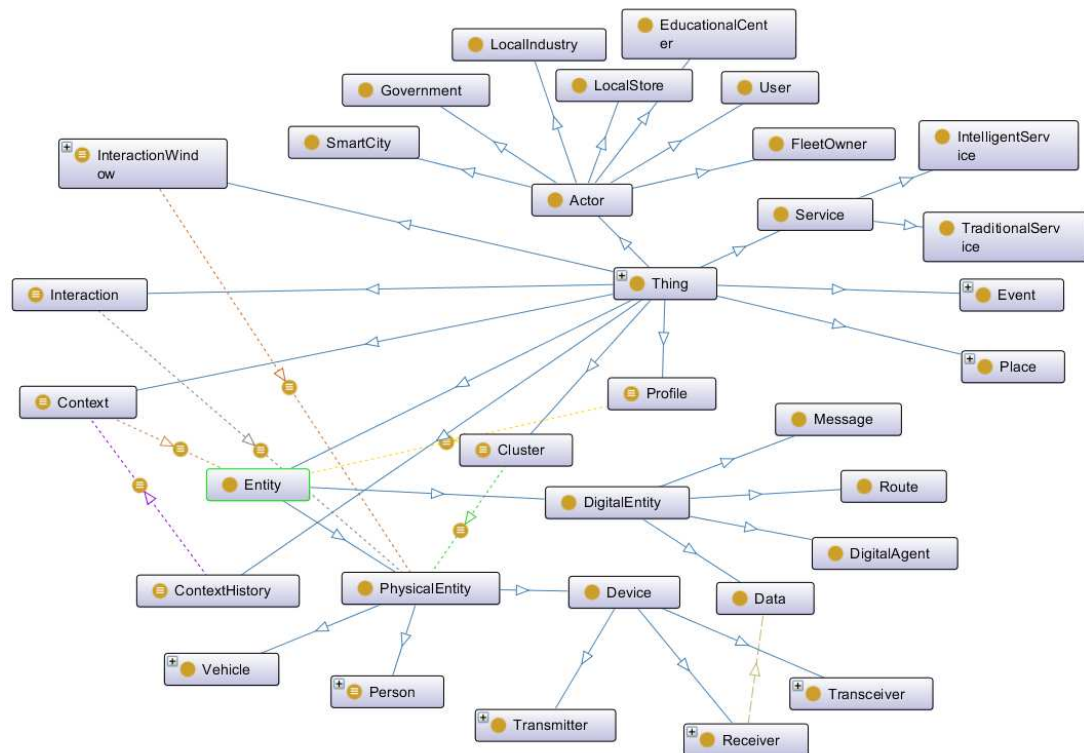 EducationalCent
er
LocalIndustry
Government
LocalStore
User
SmartCity
FleetOwner
IntelligentServ
ice
InteractionWind
ow
Actor
Service
TraditionalServ
ice
Interaction
Thing
Event
Place
Context
Profile
Message
Cluster
Entity
DigitalEntity
Route
DigitalAgent
ContextHistory
PhysicalEntity
Device
Data
Vehicle
Person
Transceiver
Transmitter
Receiver